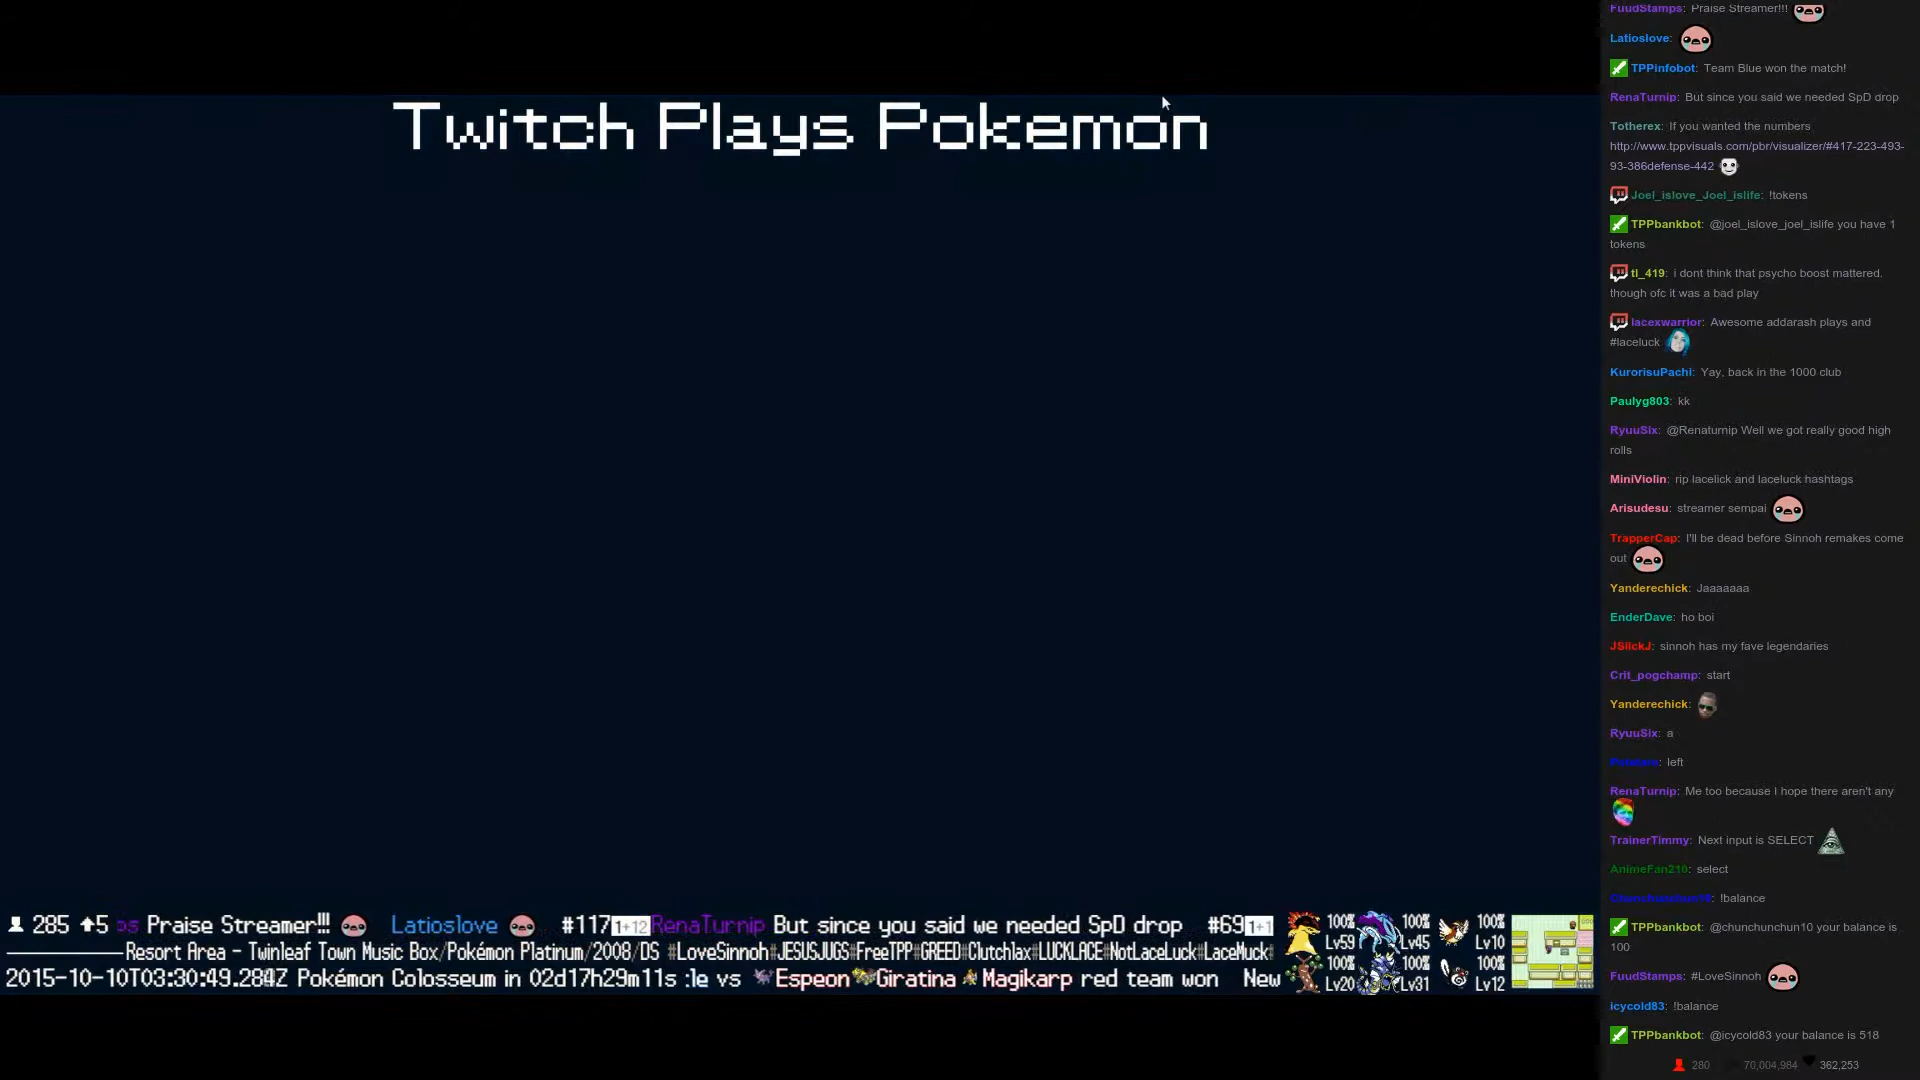 Twitch Plays Pokemon
285 5 Praise Streamer!!! Latioslove #117 1+12 RenaTurnip But since you said we needed SpD drop #69 1+1
Resort Area - Twinleaf Town Music Box/Pokémon Platinum/2008/DS #LoveSinnoh#JESUSJUGS#FreeTPP#GREED#Clutchlax#LUCKLACE#NotLaceLuck#LaceMuck#
2015-10-10T03:30:49.284Z Pokémon Colosseum in 02d17h29m11s :le vs Espeon Giratina Magikarp red team won New
100% 100% 100%
Lv59 Lv45 Lv10
100% 100% 100%
Lv20 Lv31 Lv12
FuudStamps: Praise Streamer!!!
Latioslove:
TPPinfobot: Team Blue won the match!
RenaTurnip: But since you said we needed SpD drop
Totherex: If you wanted the numbers
http://www.tppvisuals.com/pbr/visualizer/#417-223-493-
93-386defense-442
Joel_islove_Joel_islife: !tokens
TPPbankbot: @joel_islove_joel_islife you have 1
tokens
tl_419: i dont think that psycho boost mattered.
though ofc it was a bad play
lacexwarrior: Awesome addarash plays and
#laceluck
KurorisuPachi: Yay, back in the 1000 club
Paulyg803: kk
RyuuSix: @Renaturnip Well we got really good high
rolls
MiniViolin: rip lacelick and laceluck hashtags
Arisudesu: streamer sempai
TrapperCap: I'll be dead before Sinnoh remakes come
out
Yanderechick: Jaaaaaaa
EnderDave: ho boi
JSlickJ: sinnoh has my fave legendaries
Crit_pogchamp: start
Yanderechick:
RyuuSix: a
: left
RenaTurnip: Me too because I hope there aren't any
TrainerTimmy: Next input is SELECT
AnimeFan210: select
Chunchunchun10: !balance
TPPbankbot: @chunchunchun10 your balance is
100
FuudStamps: #LoveSinnoh
icycold83: !balance
TPPbankbot: @icycold83 your balance is 518
280 70,004,984 362,253